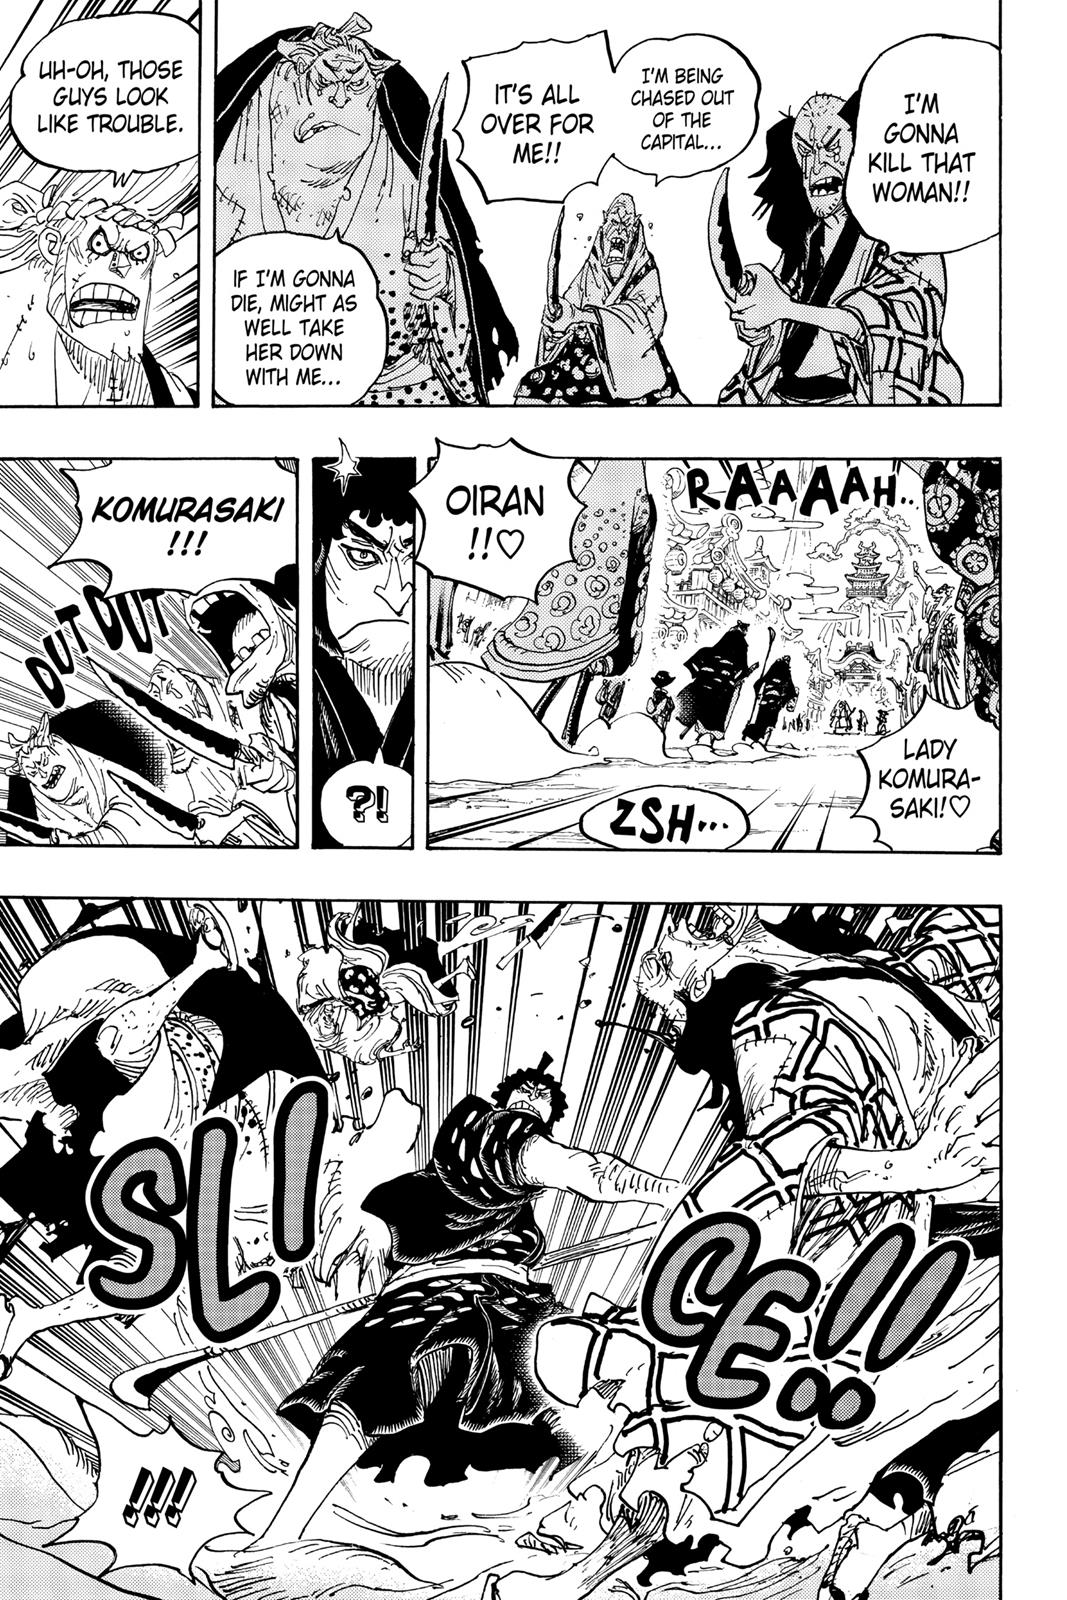 I'M
GONNA
KILL THAT
WOMAN!!
I'M BEING
CHASED OUT
OF THE
CAPITAL...
IT'S ALL
OVER FOR
ME!!
IF I'M GONNA
DIE, MIGHT AS
WELL TAKE
HER DOWN
WITH ME...
UH-OH, THOSE
GUYS LOOK
LIKE TROUBLE.
RAAAAH..
OIRAN
!!♡
LADY
KOMURA-
SAKI!♡
ZSH...
?!
KOMURASAKI
!!!
DUT DUT
SLI
CE!!
!!!